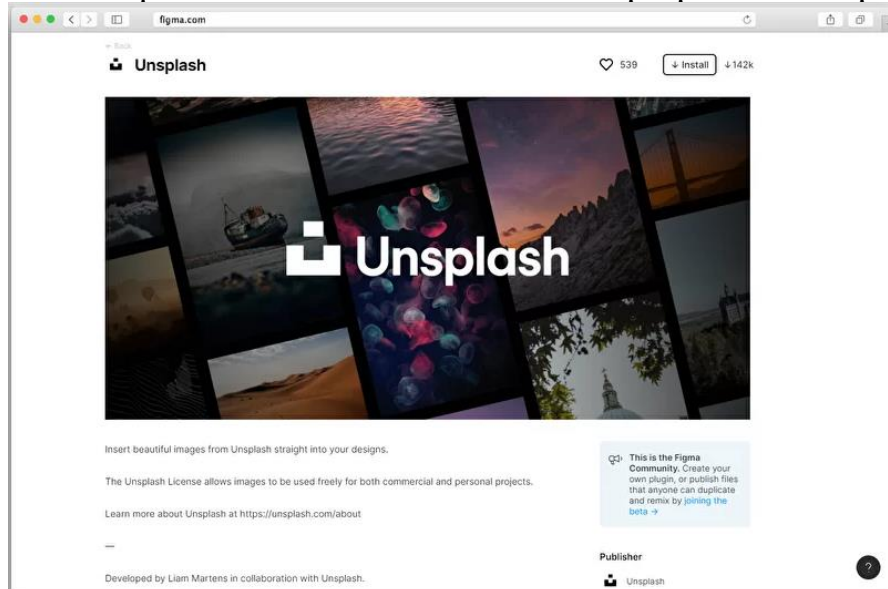 figma.com
← Back
Unsplash
539
↓ Install
↓142k
Unsplash
Insert beautiful images from Unsplash straight into your designs.
The Unsplash License allows images to be used freely for both commercial and personal projects.
Learn more about Unsplash at https://unsplash.com/about
—
Developed by Liam Martens in collaboration with Unsplash.
This is the Figma
Community. Create your
own plugin, or publish files
that anyone can duplicate
and remix by joining the
beta →
Publisher
Unsplash
?